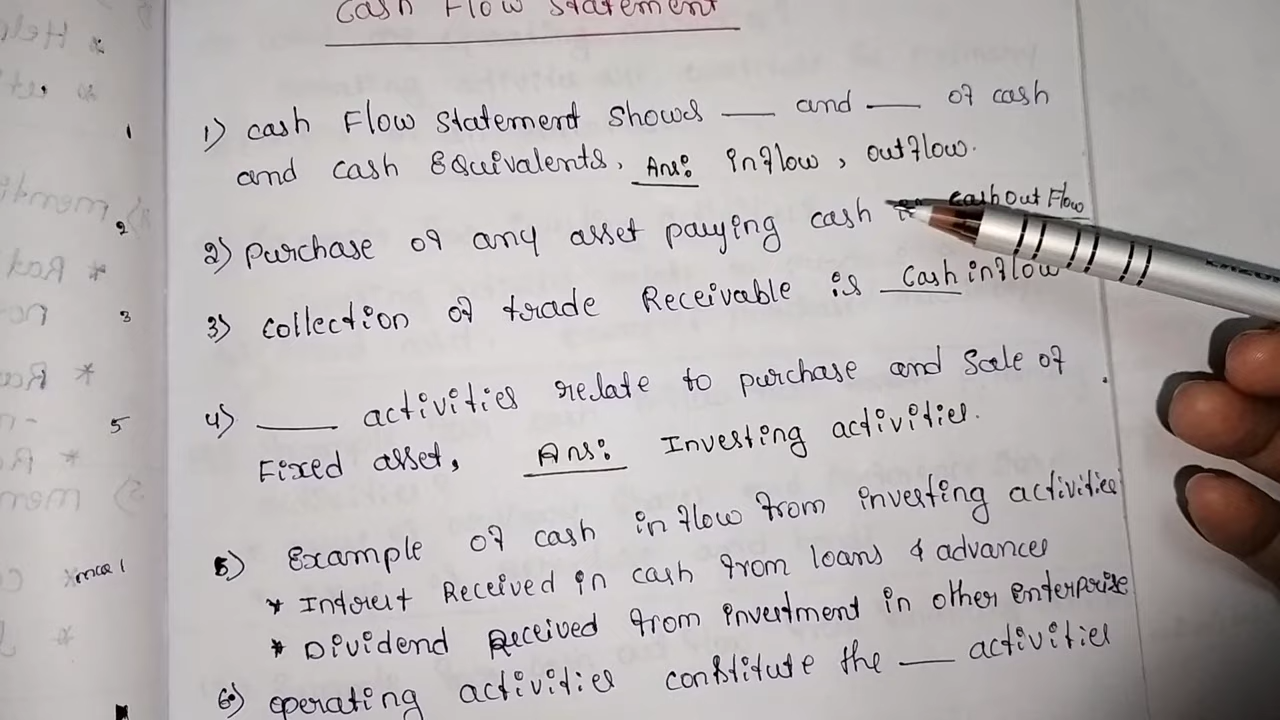 Cash Flow Statement
1) cash Flow statement shows ___ and ___ of cash
and cash Equivalents. Ans: inflow, outflow.
2) purchase of any asset paying cash is cash out Flow
3) collection of trade Receivable is cash inflow
4) ___ activities relate to purchase and sale of
Fixed asset. Ans: Investing activities.
5) Example of cash inflow from investing activities
* Interest Received in cash from loans & advances
* Dividend Received from investment in other enterprise
6) operating activities constitute the ___ activities